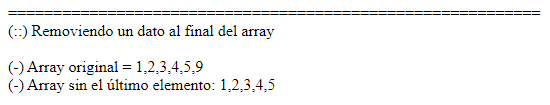 ============================================================
(::) Removiendo un dato al final del array
(-) Array original = 1,2,3,4,5,9
(-) Array sin el último elemento: 1,2,3,4,5